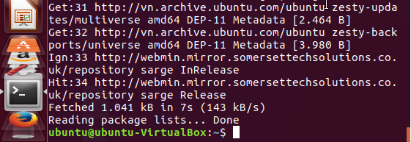 Get:31 http://vn.archive.ubuntu.com/ubuntu zesty-upda
tes/multiverse amd64 DEP-11 Metadata [2.464 B]
Get:32 http://vn.archive.ubuntu.com/ubuntu zesty-back
ports/universe amd64 DEP-11 Metadata [3.980 B]
Ign:33 http://webmin.mirror.somersettechsolutions.co.
uk/repository sarge InRelease
Hit:34 http://webmin.mirror.somersettechsolutions.co.
uk/repository sarge Release
Fetched 1.041 kB in 7s (143 kB/s)
Reading package lists... Done
ubuntu@ubuntu-VirtualBox:~$